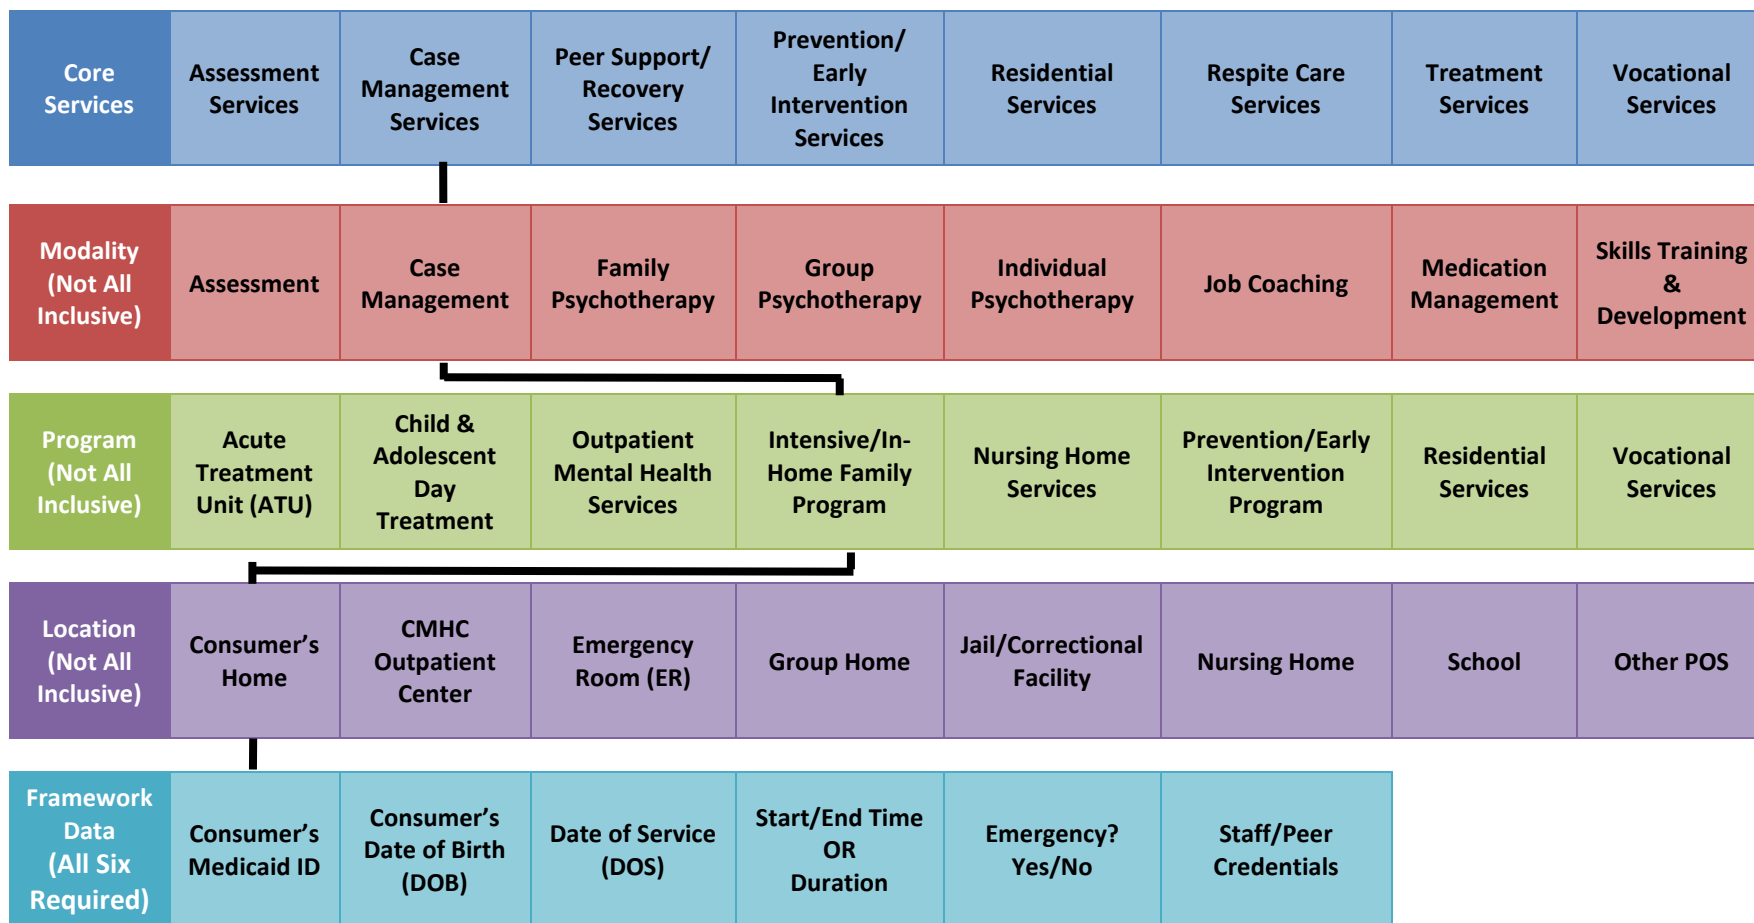 Core
Services
Assessment
Services
Case
Management
Services
Peer Support/
Recovery
Services
Prevention/
Early
Intervention
Services
Residential
Services
Respite Care
Services
Treatment
Services
Vocational
Services
Modality
(Not All
Inclusive)
Assessment
Case
Management
Family
Psychotherapy
Group
Psychotherapy
Individual
Psychotherapy
Job Coaching
Medication
Management
Skills Training
&
Development
Program
(Not All
Inclusive)
Acute
Treatment
Unit (ATU)
Child &
Adolescent
Day
Treatment
Outpatient
Mental Health
Services
Intensive/In-
Home Family
Program
Nursing Home
Services
Prevention/Early
Intervention
Program
Residential
Services
Vocational
Services
Location
(Not All
Inclusive)
Consumer’s
Home
CMHC
Outpatient
Center
Emergency
Room (ER)
Group Home
Jail/Correctional
Facility
Nursing Home
School
Other POS
Framework
Data
(All Six
Required)
Consumer’s
Medicaid ID
Consumer’s
Date of Birth
(DOB)
Date of Service
(DOS)
Start/End Time
OR
Duration
Emergency?
Yes/No
Staff/Peer
Credentials